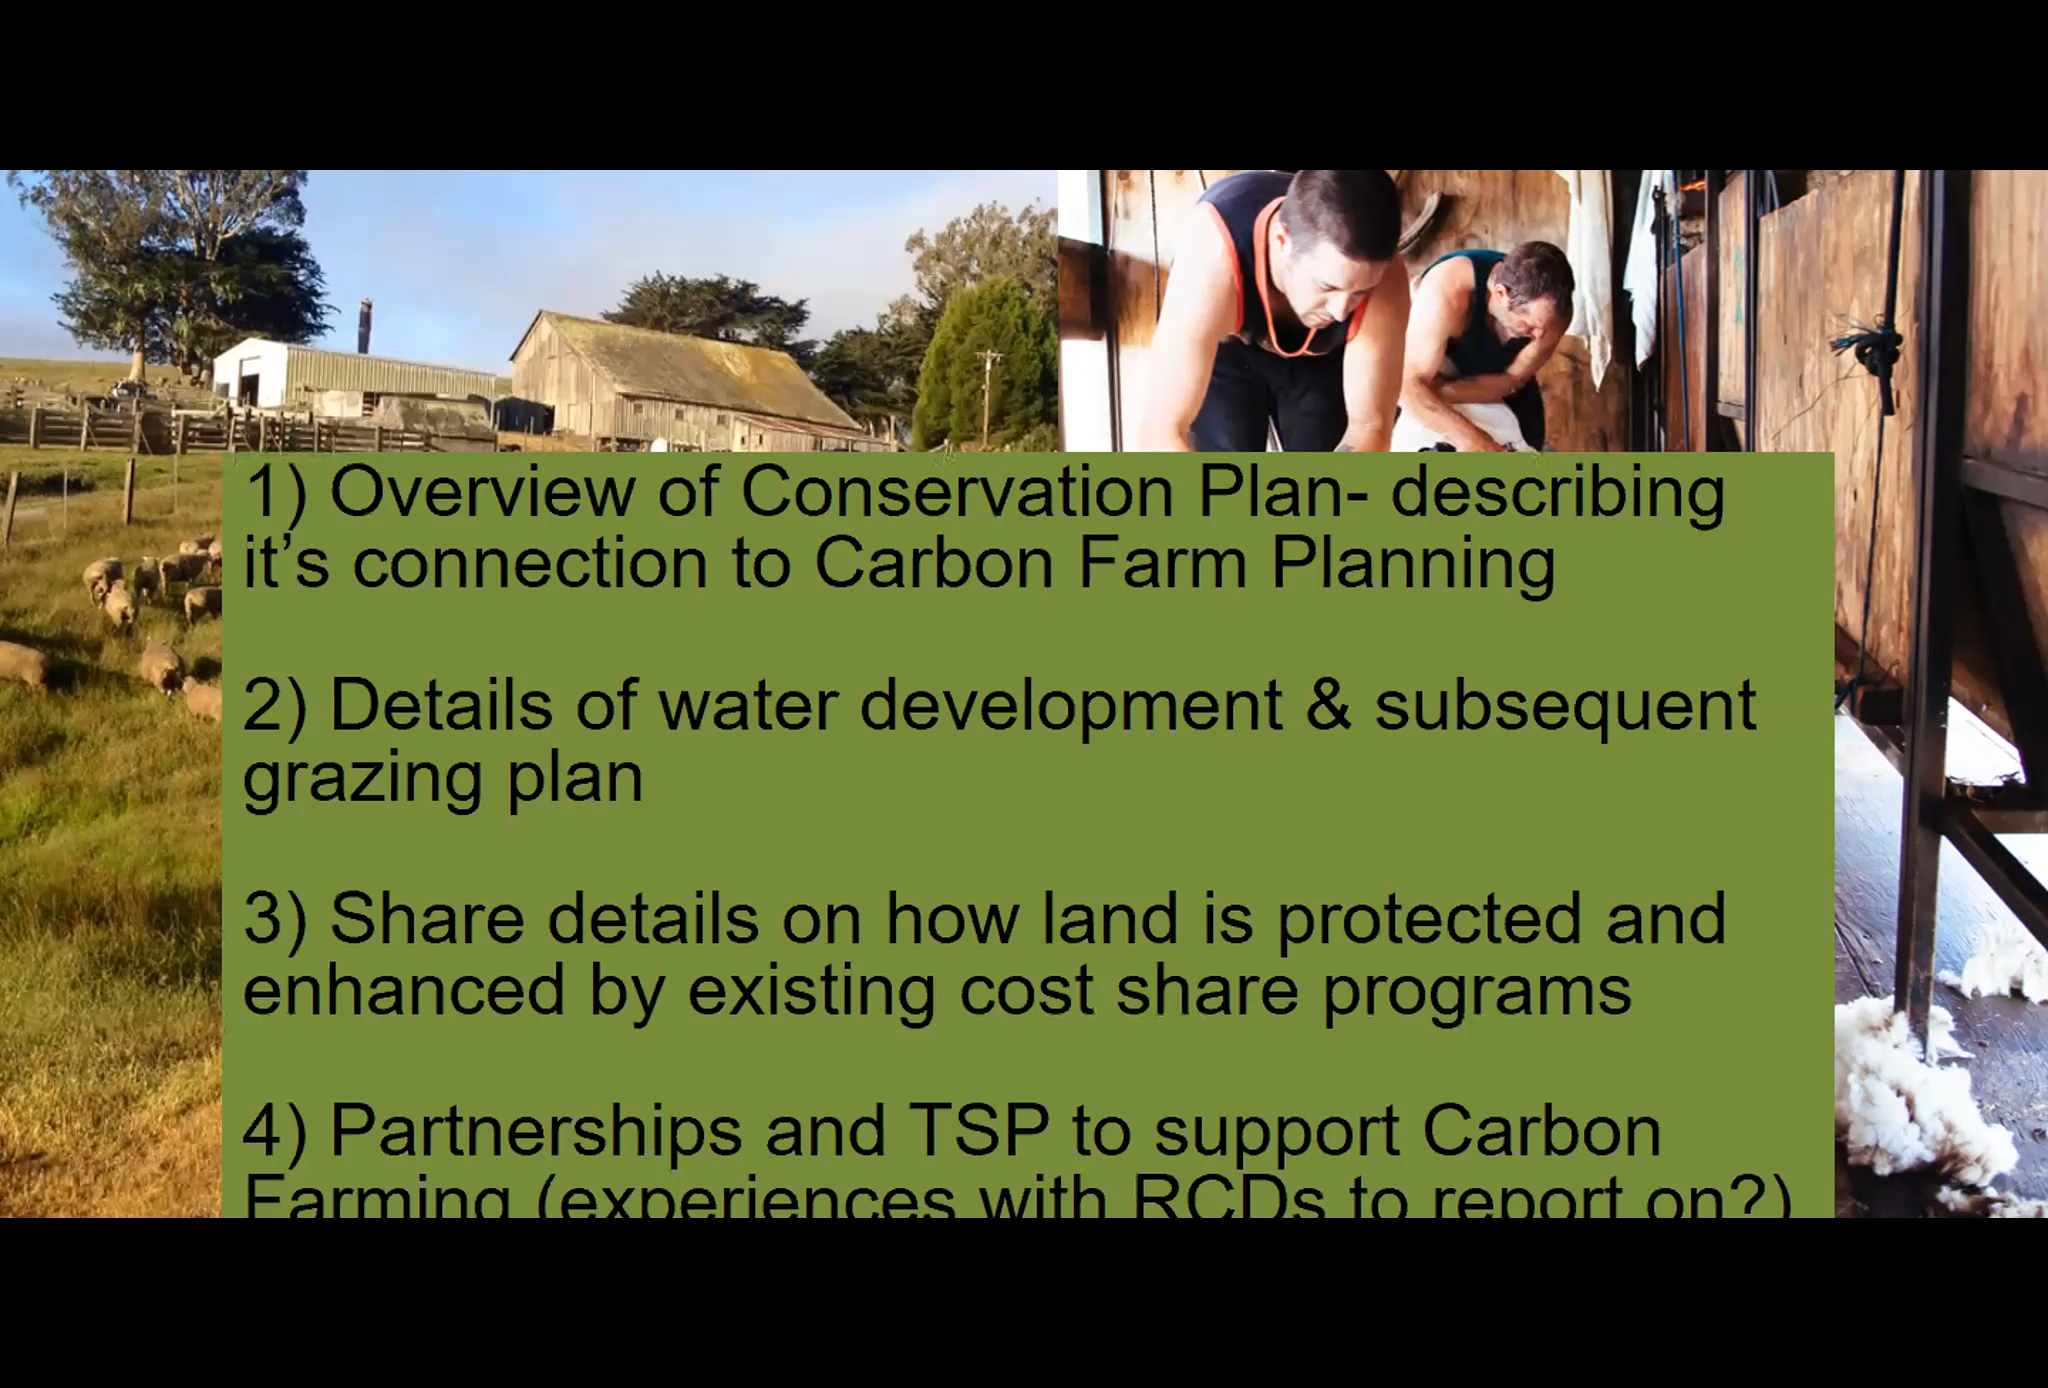 1) Overview of Conservation Plan- describing
it’s connection to Carbon Farm Planning
2) Details of water development & subsequent
grazing plan
3) Share details on how land is protected and
enhanced by existing cost share programs
4) Partnerships and TSP to support Carbon
Farming (experiences with RCDs to report on?)